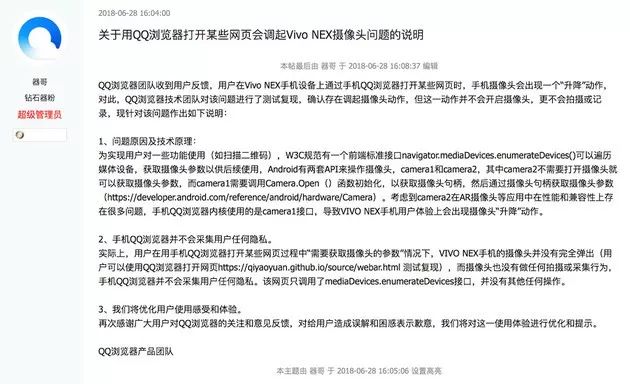 2018-06-28 16:04:00
关于用QQ浏览器打开某些网页会调起Vivo NEX摄像头问题的说明
器哥
钻石器粉
超级管理员
本帖最后由 器哥 于 2018-06-28 16:08:37 编辑
QQ浏览器团队收到用户反馈，用户在Vivo NEX手机设备上通过手机QQ浏览器打开某些网页时，手机摄像头会出现一个“升降”动作，
对此，QQ浏览器技术团队对该问题进行了测试复现，确认存在调起摄像头动作，但这一动作并不会开启摄像头，更不会拍摄或记
录，现针对该问题作出如下说明：
1、问题原因及技术原理：
为实现用户对一些功能使用（如扫描二维码），W3C规范有一个前端标准接口navigator.mediaDevices.enumerateDevices()可以遍历
媒体设备，获取摄像头参数以供后续使用，Android有两套API来操作摄像头，camera1和camera2，其中camera2不需要打开摄像头就
可以获取摄像头参数，而camera1需要调用Camera.Open（）函数初始化，以获取摄像头句柄，然后通过摄像头句柄获取摄像头参数
（https://developer.android.com/reference/android/hardware/Camera）。考虑到camera2在AR摄像头等应用中在性能和兼容性上存
在很多问题，手机QQ浏览器内核使用的是camera1接口，导致VIVO NEX手机用户体验上会出现摄像头“升降”动作。
2、手机QQ浏览器并不会采集用户任何隐私。
实际上，用户在用手机QQ浏览器打开某些网页过程中“需要获取摄像头的参数”情况下，VIVO NEX手机的摄像头并没有完全弹出（用
户可以使用QQ浏览器打开网页https://qiyaoyuan.github.io/source/webar.html 测试复现），而摄像头也没有做任何拍摄或采集行为，
手机QQ浏览器并不会采集用户任何隐私。该网页只调用了mediaDevices.enumerateDevices接口，并没有其他任何操作。
3、我们将优化用户使用感受和体验。
再次感谢广大用户对QQ浏览器的关注和意见反馈，对给用户造成误解和困惑表示歉意，我们将对这一使用体验进行优化和提示。
QQ浏览器产品团队
本主题由 器哥 于 2018-06-28 16:05:06 设置高亮